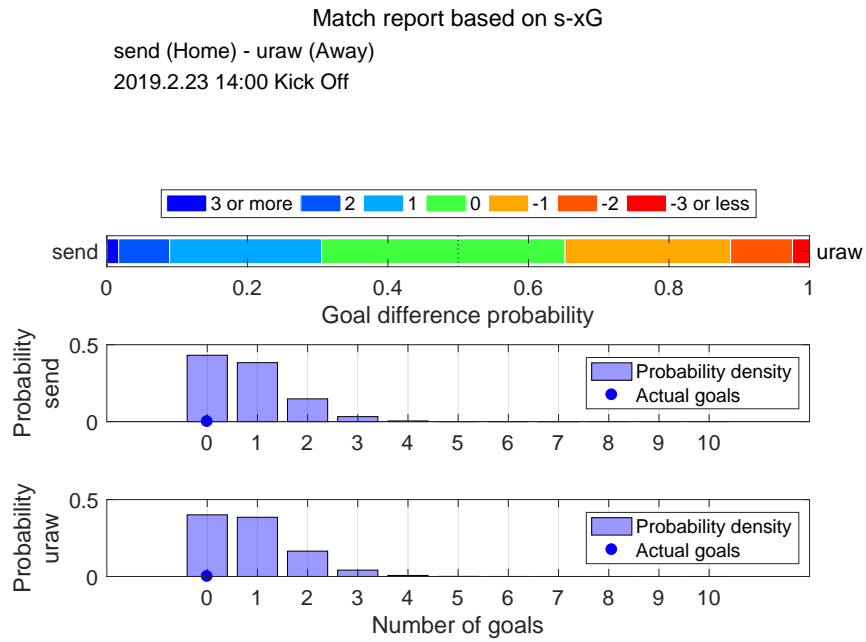 Match report based on s-xG
send (Home) - uraw (Away)
2019.2.23 14:00 Kick Off
3 or more 2 1 0 -1 -2 -3 or less
send uraw
0 0.2 0.4 0.6 0.8 1
Goal difference probability
Probability
send
0.5
0
Probability density
Actual goals
0 1 2 3 4 5 6 7 8 9 10
Probability
uraw
0.5
0
Probability density
Actual goals
0 1 2 3 4 5 6 7 8 9 10
Number of goals